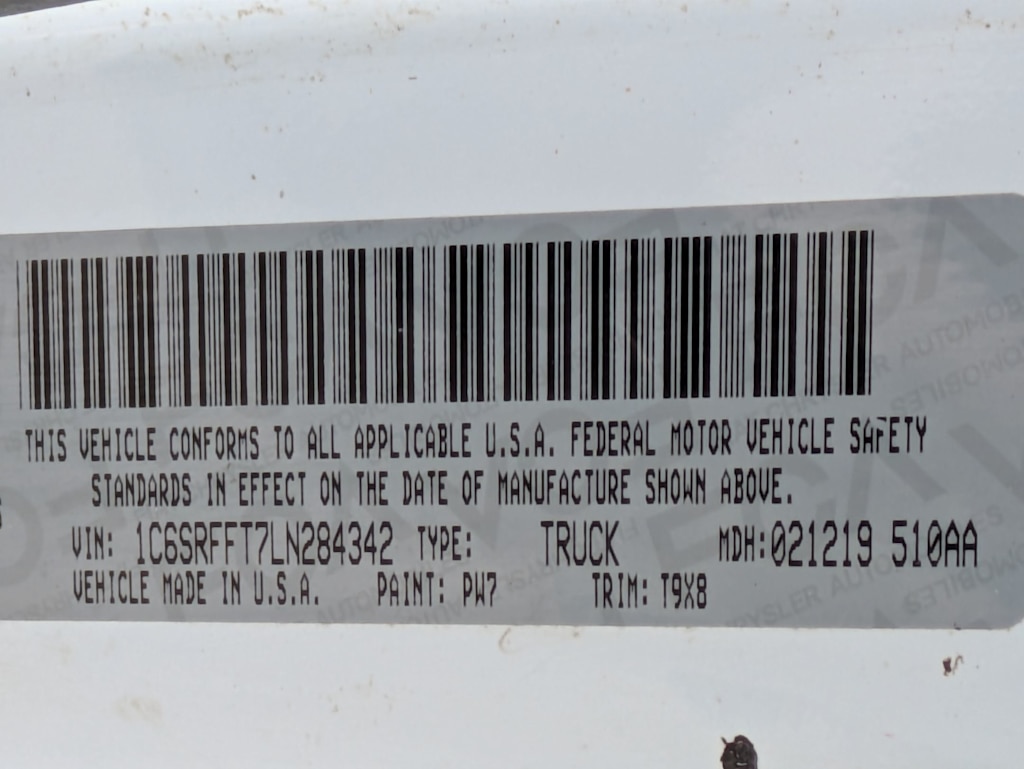 THIS VEHICLE CONFORMS TO ALL APPLICABLE U.S.A. FEDERAL MOTOR VEHICLE SAFETY
STANDARDS IN EFFECT ON THE DATE OF MANUFACTURE SHOWN ABOVE.
VIN: 1C6SRFFT7LN284342 TYPE: TRUCK MDH: 021219 510AA
VEHICLE MADE IN U.S.A. PAINT: PW7 TRIM: T9X8